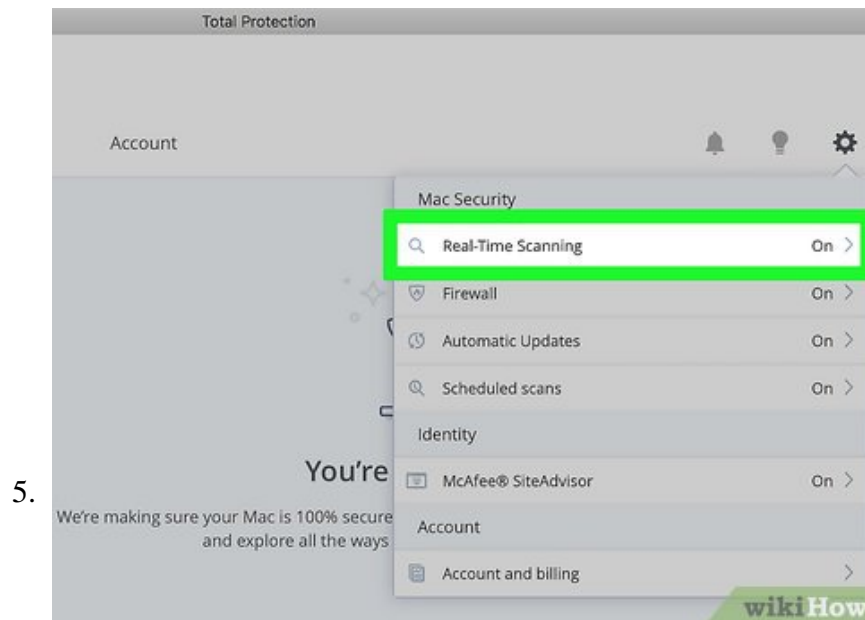 Total Protection
Account
Mac Security
Real-Time Scanning On
Firewall On
Automatic Updates On
Scheduled scans On
Identity
You're
McAfee® SiteAdvisor On
5.
We're making sure your Mac is 100% secure
Account
and explore all the ways
Account and billing
wikiHow